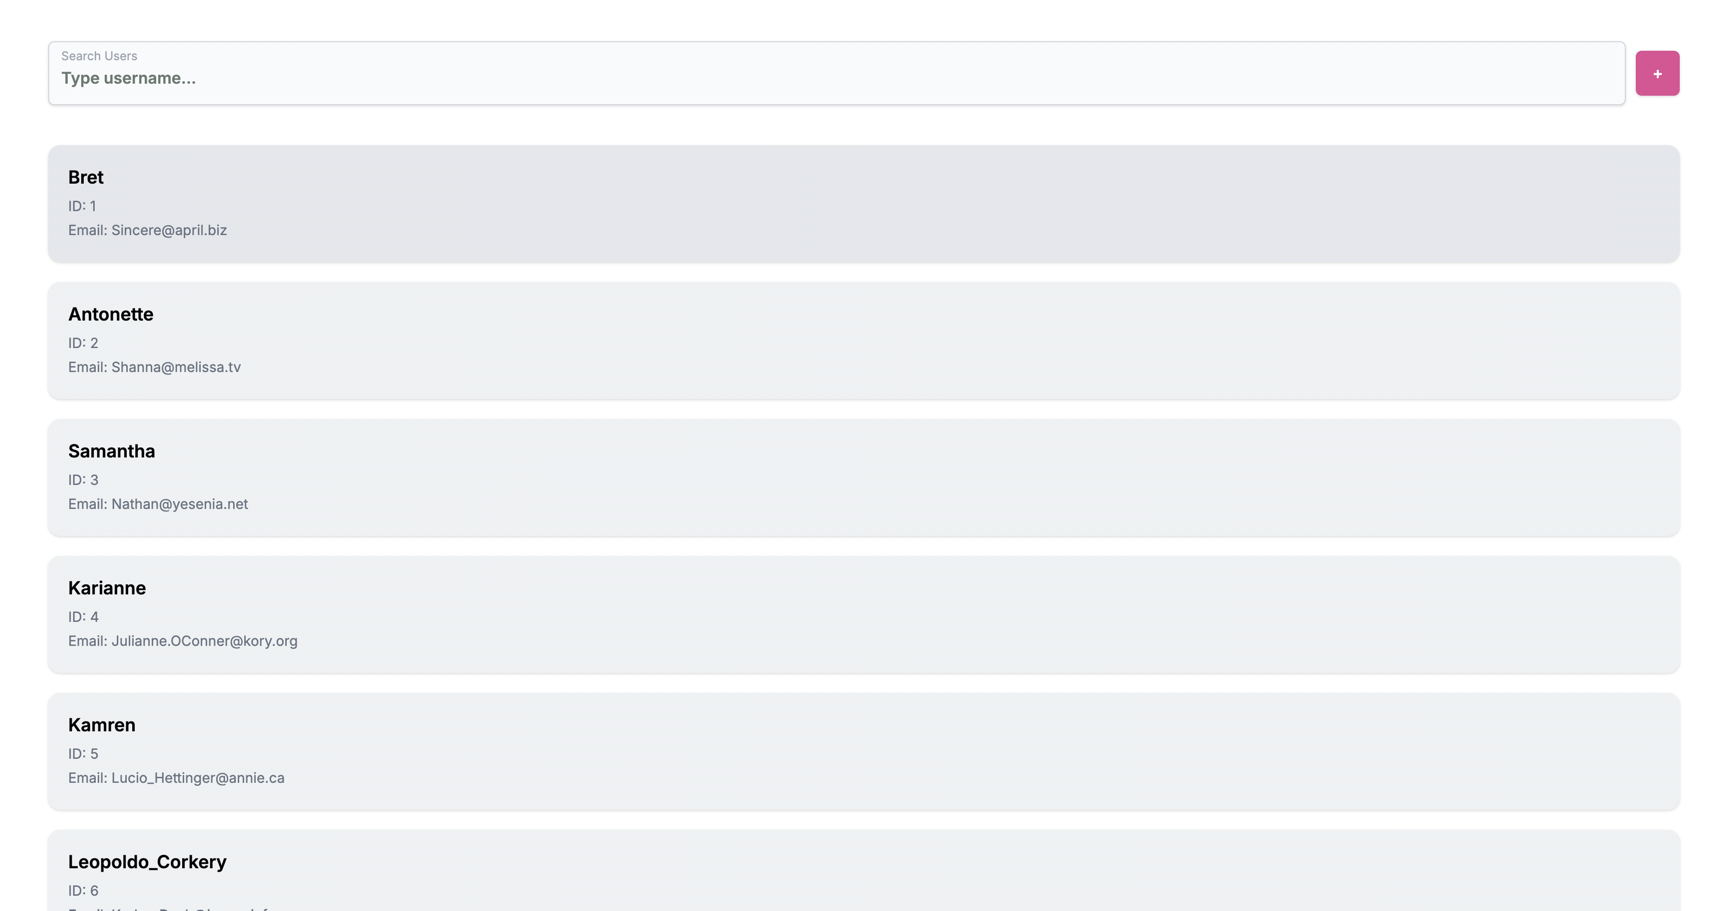 Search Users
Type username...
+
Bret
ID: 1
Email: Sincere@april.biz
Antonette
ID: 2
Email: Shanna@melissa.tv
Samantha
ID: 3
Email: Nathan@yesenia.net
Karianne
ID: 4
Email: Julianne.OConner@kory.org
Kamren
ID: 5
Email: Lucio_Hettinger@annie.ca
Leopoldo_Corkery
ID: 6